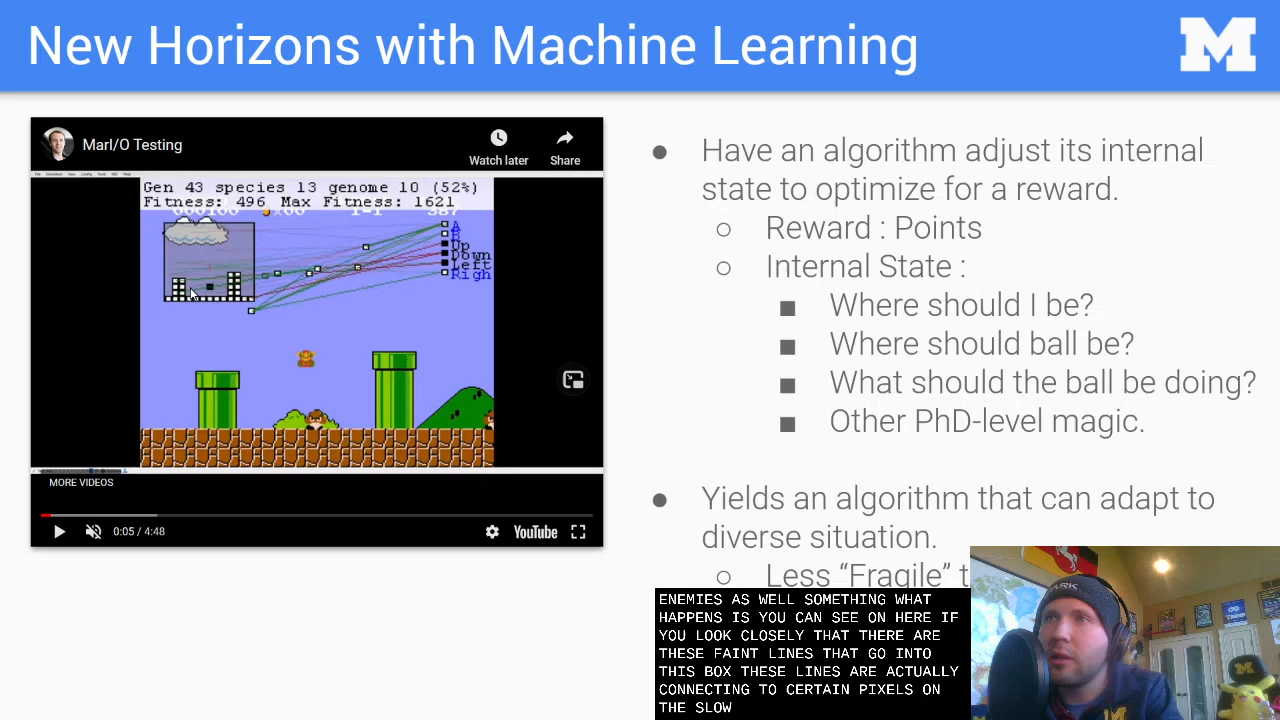 New Horizons with Machine Learning
M
MarI/O Testing
Watch later
Share
Gen 43 species 13 genome 10 (52%)
Fitness: 496 Max Fitness: 1621
A
B
Up
Down
Left
Righ
MORE VIDEOS
0:05 / 4:48
YouTube
Have an algorithm adjust its internal
state to optimize for a reward.
Reward : Points
Internal State :
Where should I be?
Where should ball be?
What should the ball be doing?
Other PhD-level magic.
Yields an algorithm that can adapt to
diverse situation.
Less “Fragile” t
ENEMIES AS WELL SOMETHING WHAT
HAPPENS IS YOU CAN SEE ON HERE IF
YOU LOOK CLOSELY THAT THERE ARE
THESE FAINT LINES THAT GO INTO
THIS BOX THESE LINES ARE ACTUALLY
CONNECTING TO CERTAIN PIXELS ON
THE SLOW
M